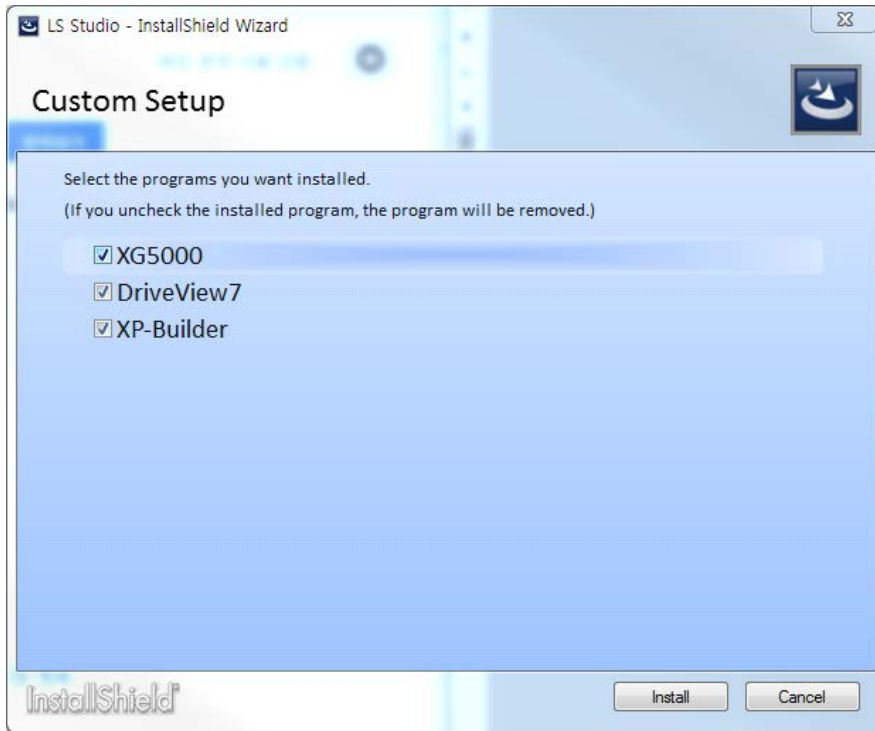 LS Studio - InstallShield Wizard
Custom Setup
Select the programs you want installed.
(If you uncheck the installed program, the program will be removed.)
XG5000
DriveView7
XP-Builder
InstallShield
Install
Cancel